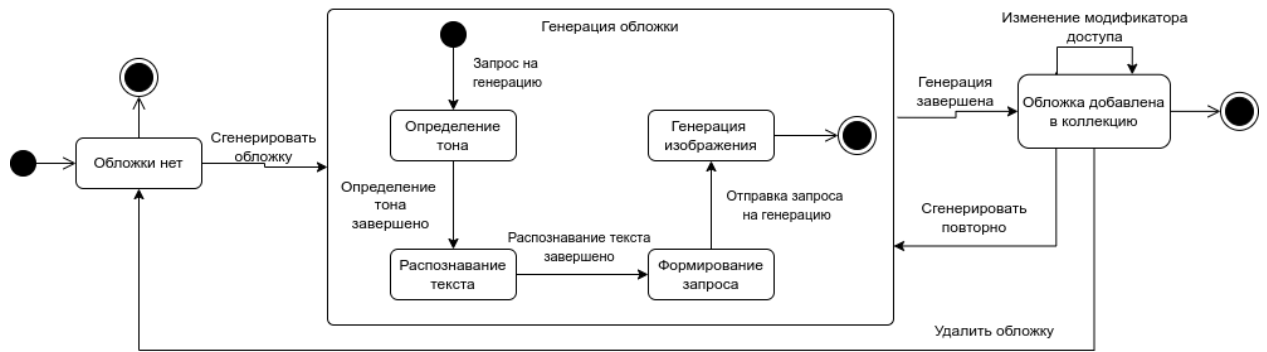 Генерация обложки
Изменение модификатора
доступа
Запрос на
генерацию
Генерация
завершена
Обложка добавлена
в коллекцию
Определение
тона
Генерация
изображения
Сгенерировать
обложку
Обложки нет
Определение
тона
завершено
Отправка запроса
на генерацию
Сгенерировать
повторно
Распознавание текста
завершено
Распознавание
текста
Формирование
запроса
Удалить обложку